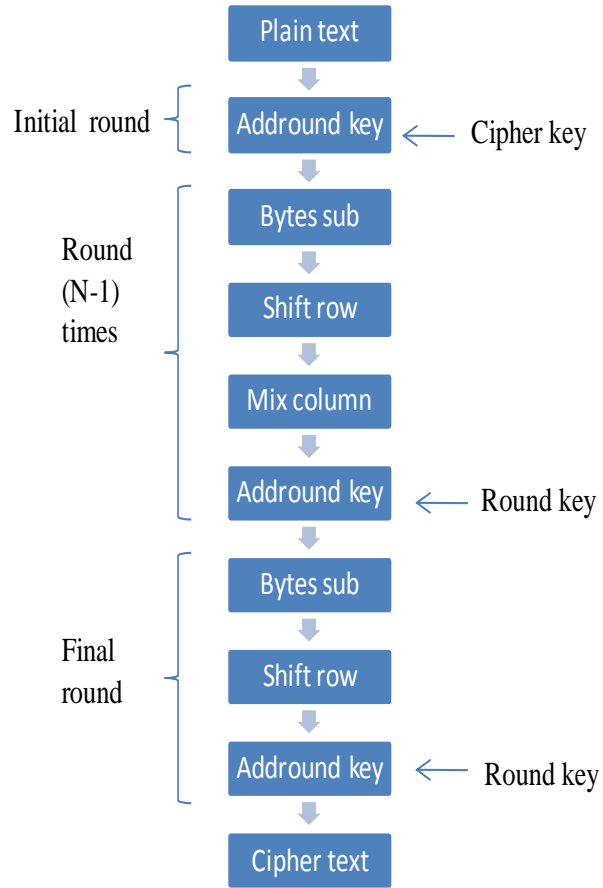 Plain text
Initial round
Addround key
Cipher key
Bytes sub
Round
(N-1)
times
Shift row
Mix column
Addround key
Round key
Bytes sub
Final
round
Shift row
Addround key
Round key
Cipher text